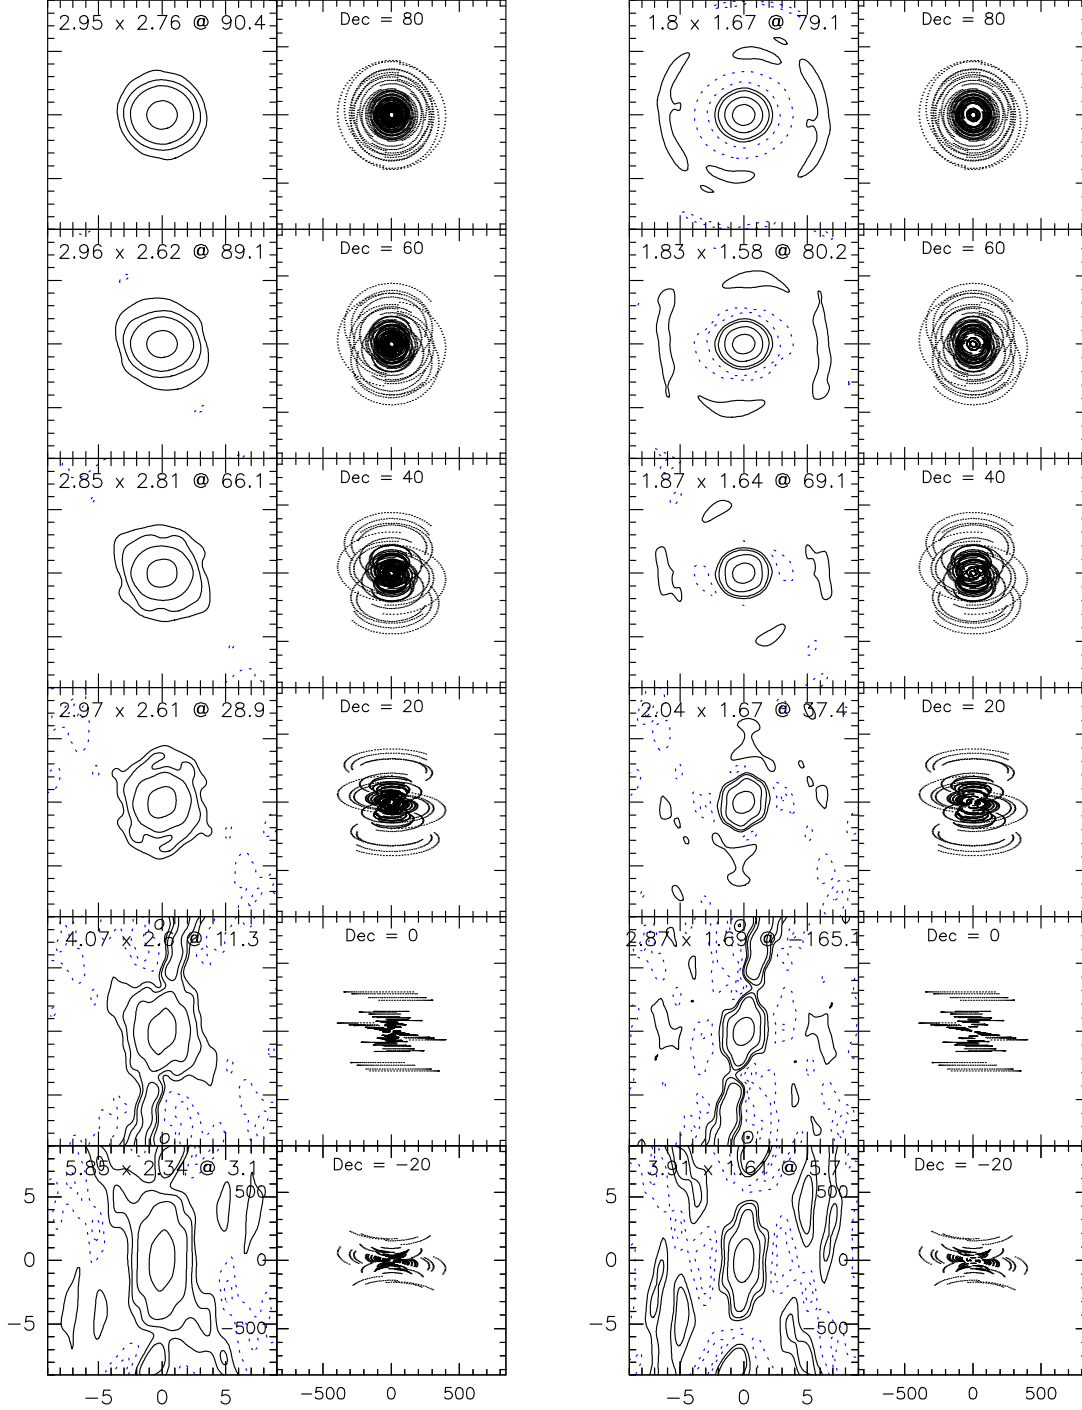 2.95 x 2.76 @ 90.4 Dec = 80 1.8 x 1.67 @ 79.1 Dec = 80
2.96 x 2.62 @ 89.1 Dec = 60 1.83 x 1.58 @ 80.2 Dec = 60
2.85 x 2.81 @ 66.1 Dec = 40 1.87 x 1.64 @ 69.1 Dec = 40
2.97 x 2.61 @ 28.9 Dec = 20 2.04 x 1.67 @ 37.4 Dec = 20
4.07 x 2.6 @ 11.3 Dec = 0 2.87 x 1.69 @ −165.1 Dec = 0
5.85 x 2.34 @ 3.1 Dec = −20 3.91 x 1.61 @ 5.7 Dec = −20
5 500 5 500
0 0 0 0
−5 −500 −5 −500
−5 0 5 −500 0 500 −5 0 5 −500 0 500